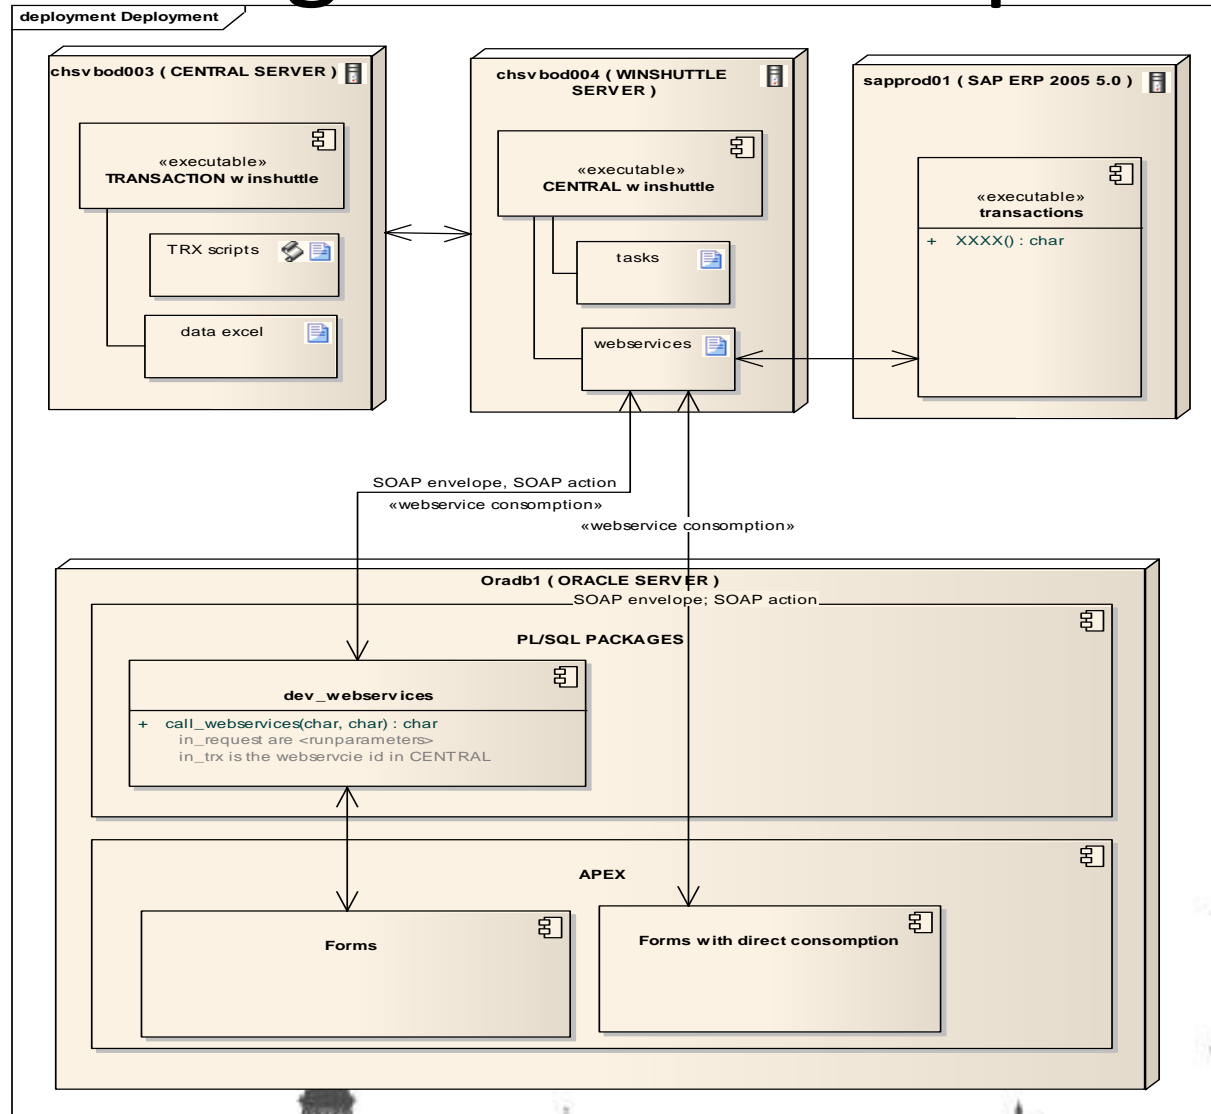 deployment Deployment
chsvbod003 ( CENTRAL SERVER )
«executable»
TRANSACTION winshuttle
TRX scripts
data excel
chsvbod004 ( WINSHUTTLE
SERVER )
«executable»
CENTRAL winshuttle
tasks
webservices
sapprod01 ( SAP ERP 2005 5.0 )
«executable»
transactions
+ XXXX() : char
SOAP envelope, SOAP action
«webservice consomption»
«webservice consomption»
Oradb1 ( ORACLE SERVER )
SOAP envelope; SOAP action
PL/SQL PACKAGES
dev_webservices
+ call_webservices(char, char) : char
in_request are <runparameters>
in_trx is the webservcie id in CENTRAL
APEX
Forms
Forms with direct consomption